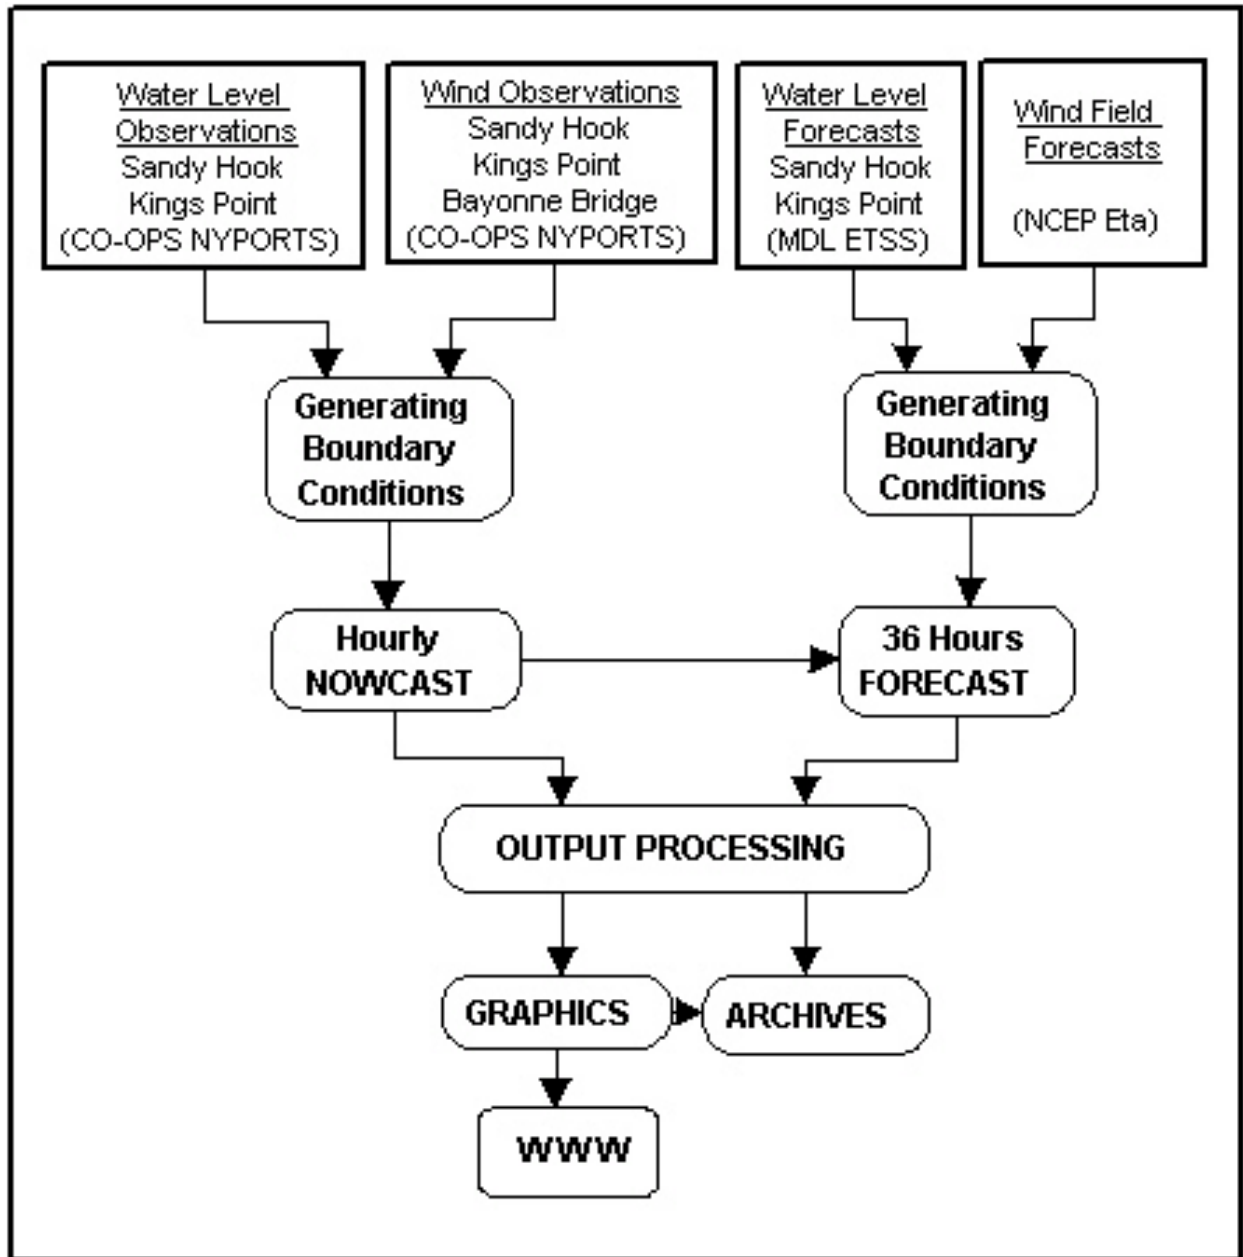 Water Level
Observations
Sandy Hook
Kings Point
(CO-OPS NYPORTS)
Wind Observations
Sandy Hook
Kings Point
Bayonne Bridge
(CO-OPS NYPORTS)
Water Level
Forecasts
Sandy Hook
Kings Point
(MDL ETSS)
Wind Field
Forecasts
(NCEP Eta)
Generating
Boundary
Conditions
Generating
Boundary
Conditions
Hourly
NOWCAST
36 Hours
FORECAST
OUTPUT PROCESSING
GRAPHICS
ARCHIVES
WWW